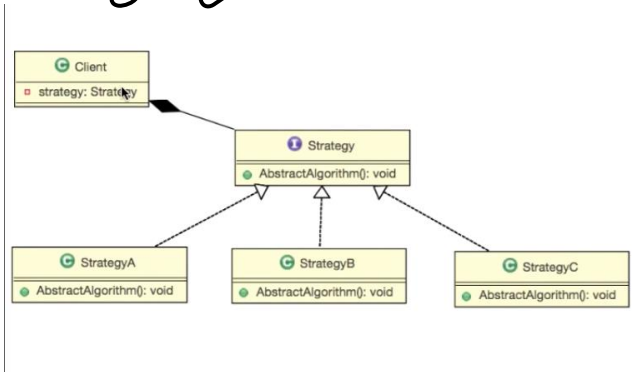 Client
strategy: Strategy
I Strategy
AbstractAlgorithm(): void
C StrategyA
AbstractAlgorithm(): void
C StrategyB
AbstractAlgorithm(): void
C StrategyC
AbstractAlgorithm(): void